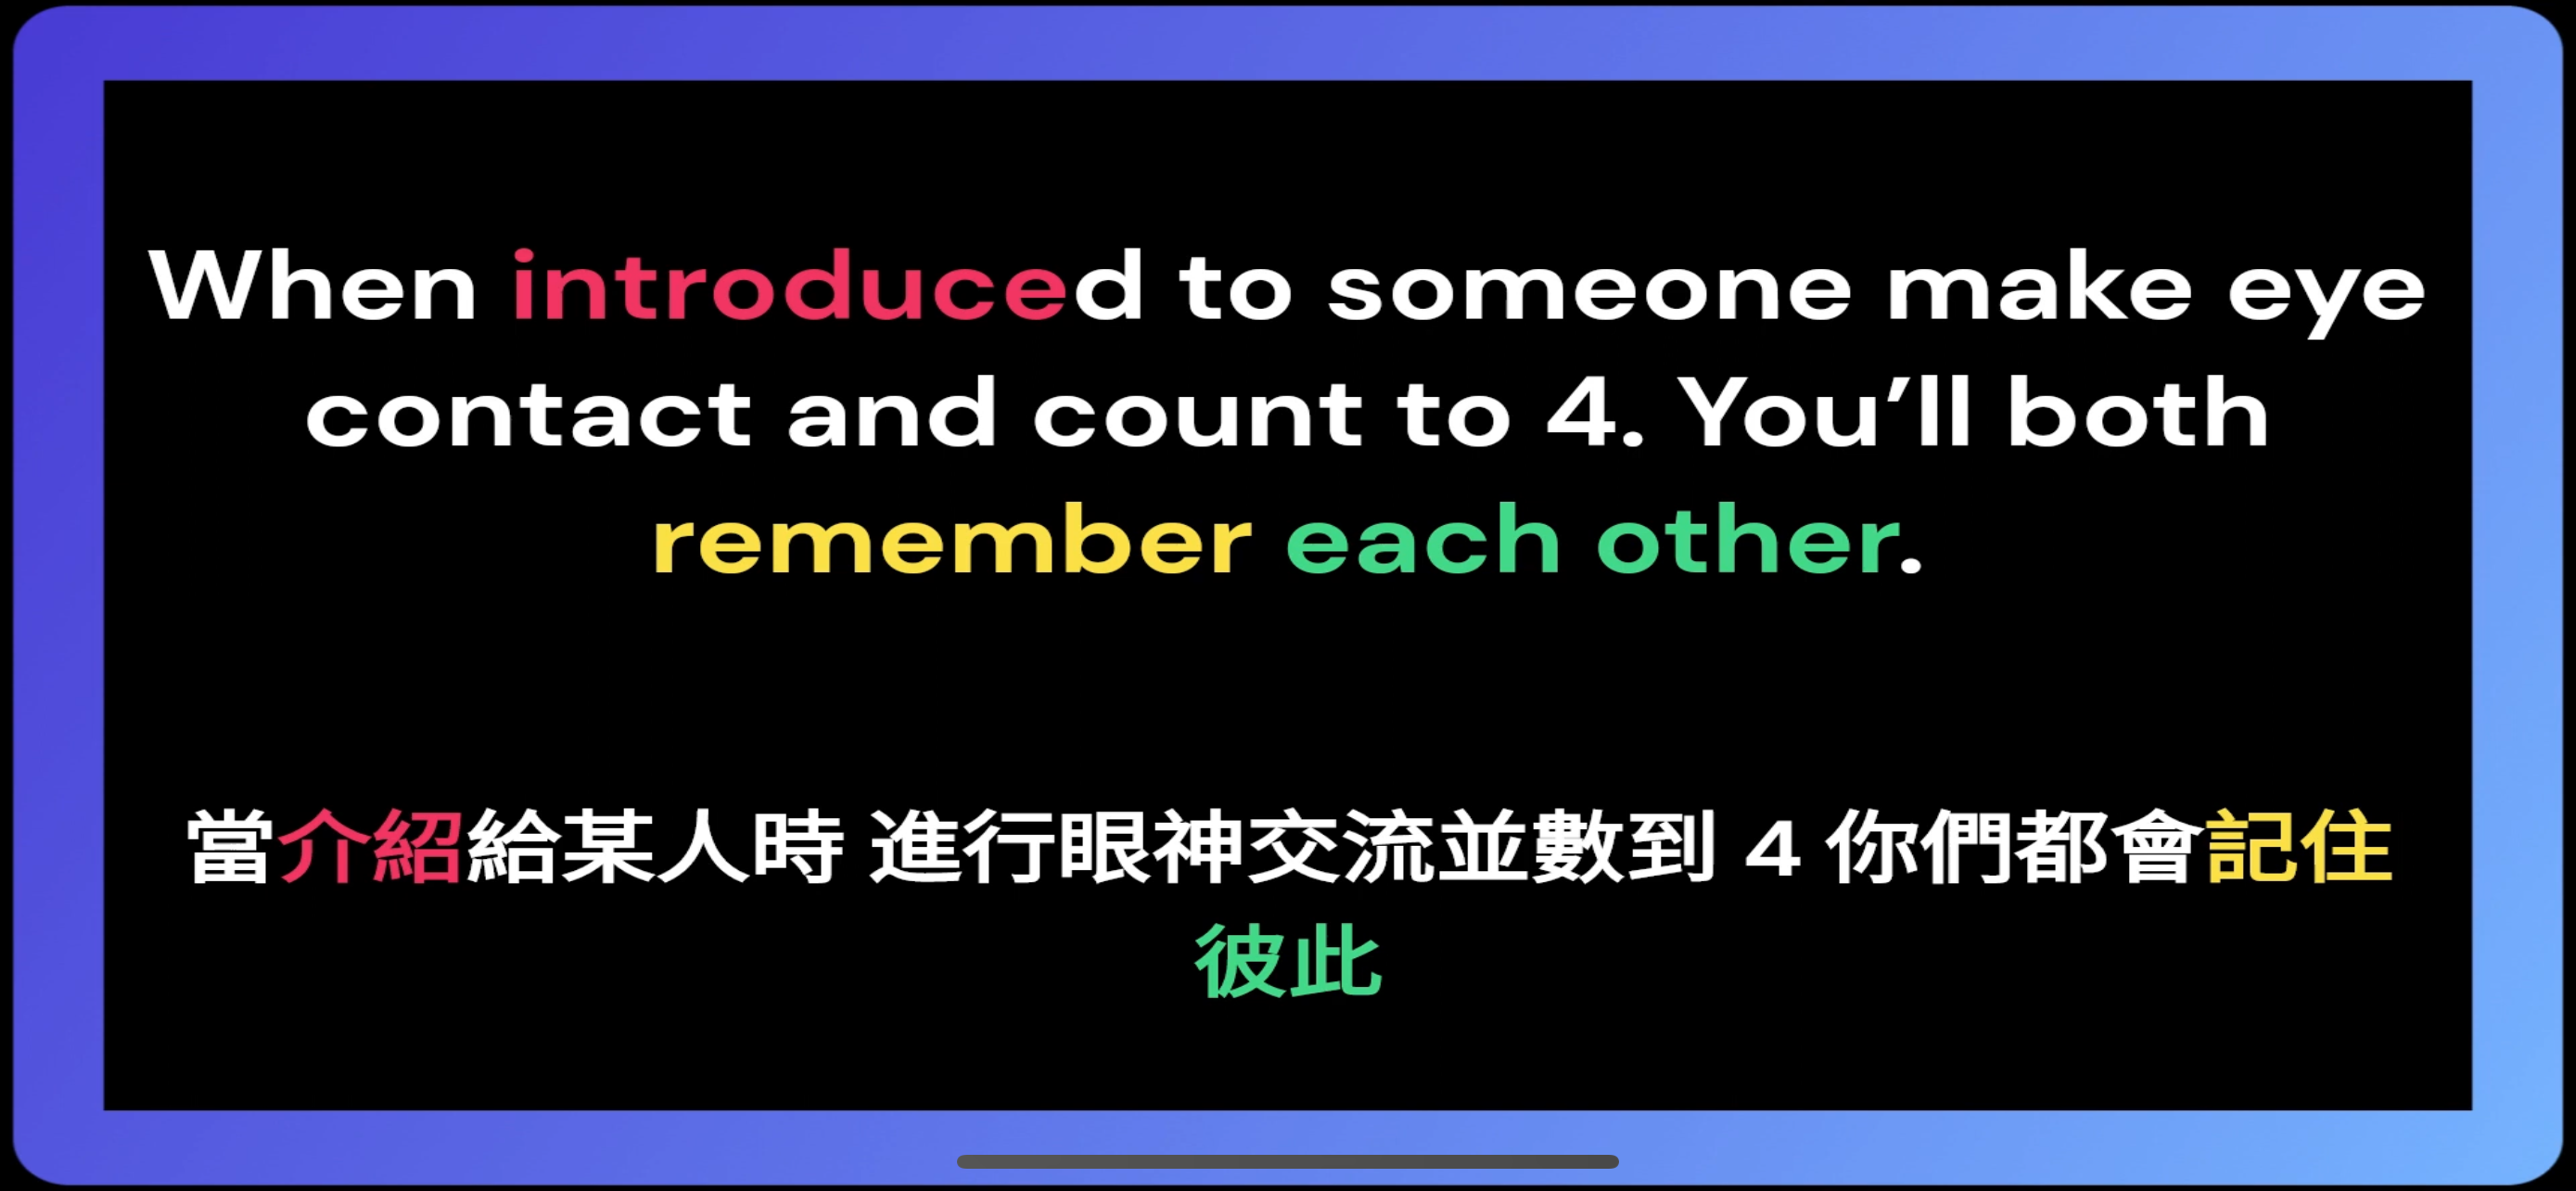 When introduced to someone make eye
contact and count to 4. You’ll both
remember each other.
當介紹給某人時 進行眼神交流並數到 4 你們都會記住
彼此